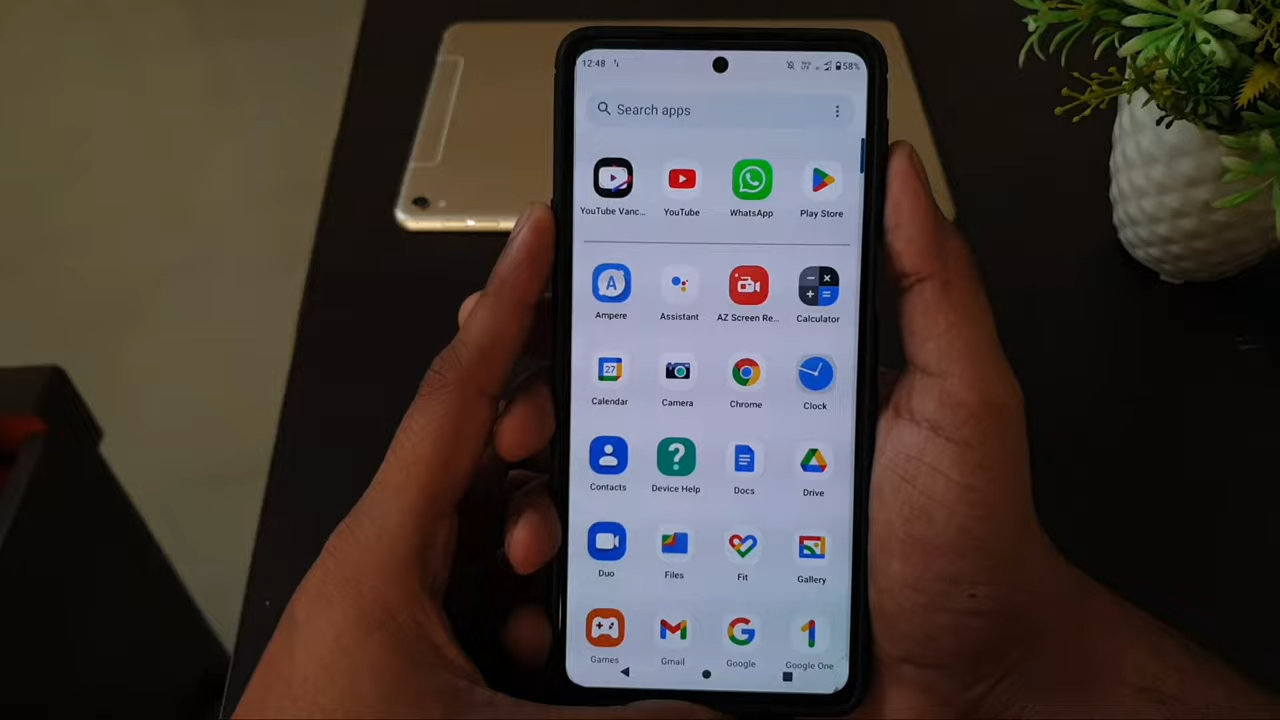 12:48 58%
Search apps
YouTube Vanc... YouTube WhatsApp Play Store
A
Ampere Assistant AZ Screen Re... Calculator
27
Calendar Camera Chrome Clock
?
Contacts Device Help Docs Drive
Duo Files Fit Gallery
Games Gmail Google Google One